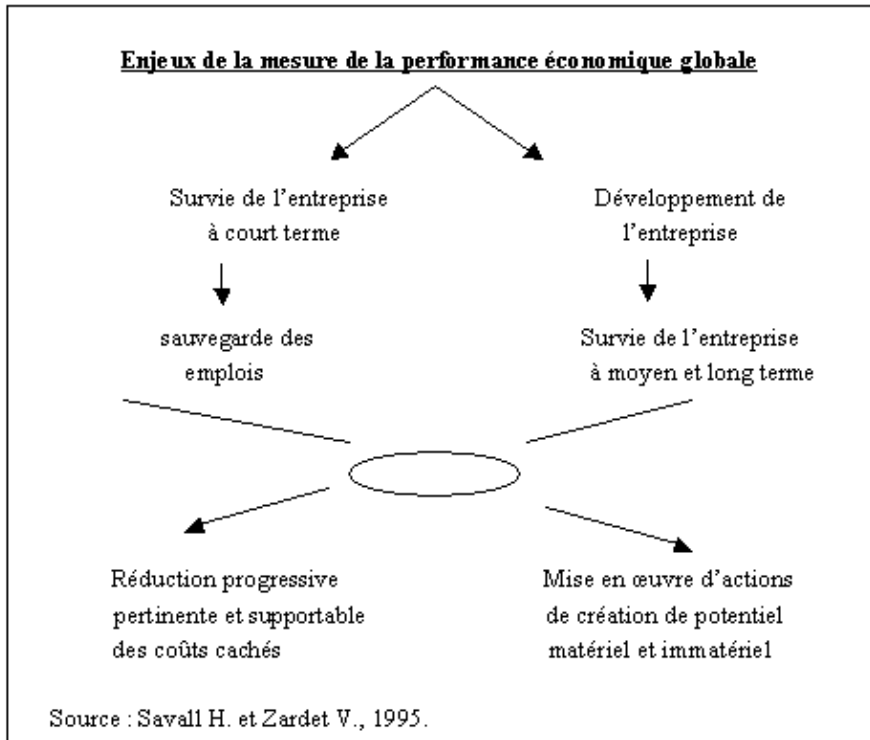 Enjeux de la mesure de la performance économique globale
Survie de l'entreprise
à court terme
Développement de
l'entreprise
sauvegarde des
emplois
Survie de l'entreprise
à moyen et long terme
Réduction progressive
pertinente et supportable
des coûts cachés
Mise en œuvre d'actions
de création de potentiel
matériel et immatériel
Source : Savall H. et Zardet V., 1995.